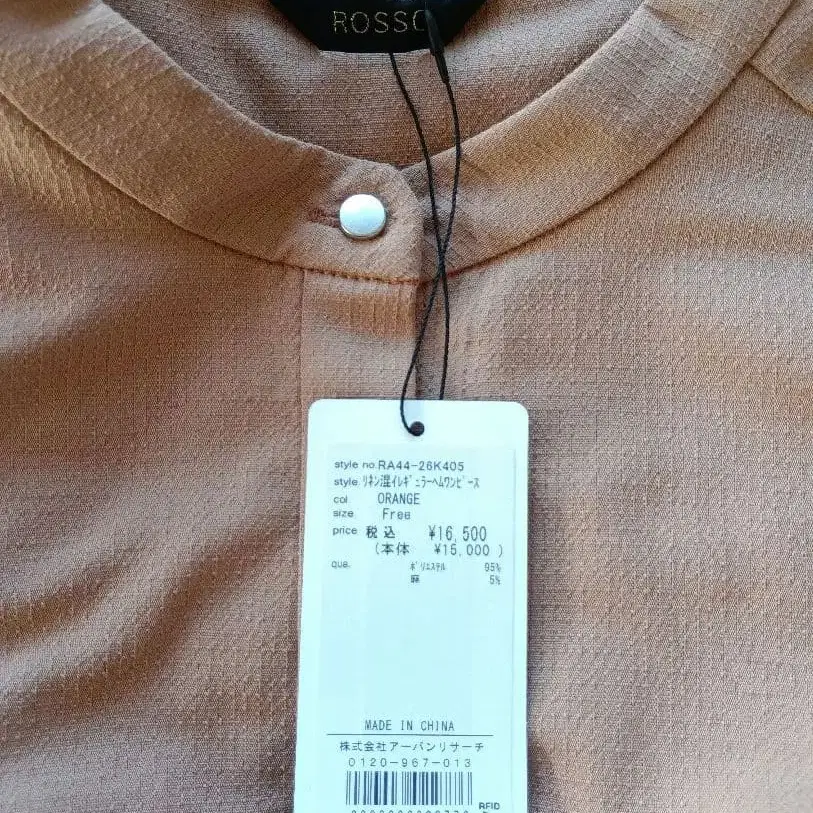 ROSSO
style no. RA44-26K405
style. ﾘﾈﾝ混ｲﾚｷﾞｭﾗｰﾍﾑﾜﾝﾋﾟｰｽ
col ORANGE
size Free
price 税込 ¥16,500
(本体 ¥15,000 )
que. ﾎﾟﾘｴｽﾃﾙ 95%
麻 5%
MADE IN CHINA
株式会社アーバンリサーチ
0120-967-013
RFID